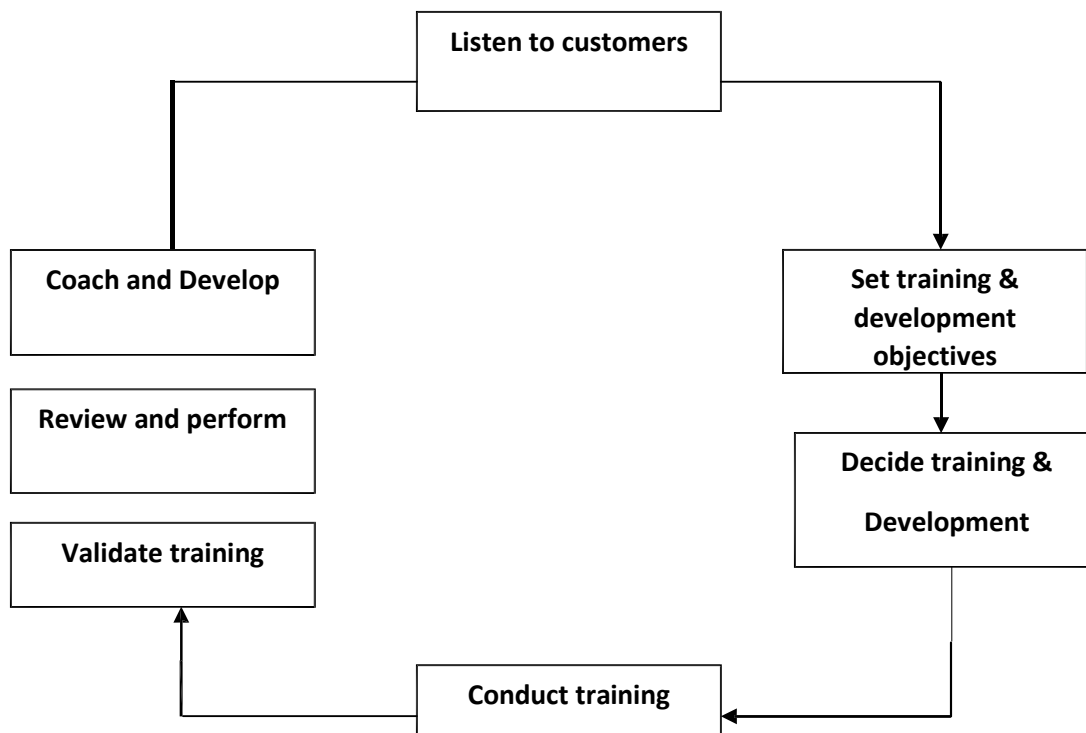 Listen to customers
Coach and Develop
Set training &
development
objectives
Review and perform
Decide training &
Development
Validate training
Conduct training